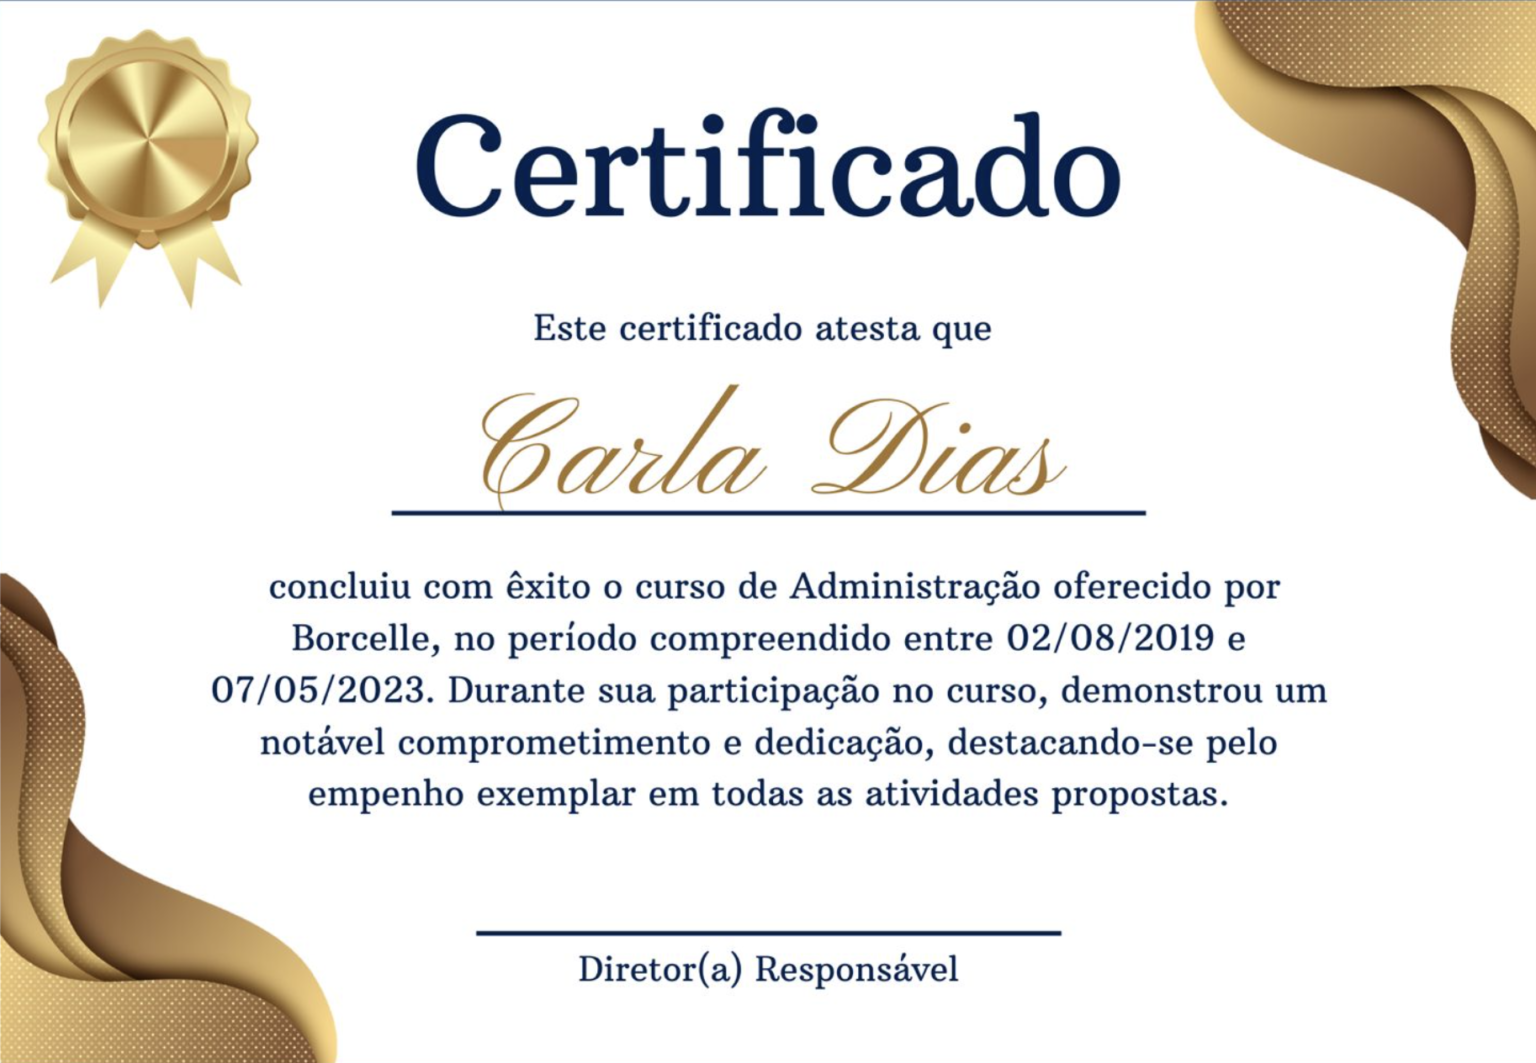 Certificado
Este certificado atesta que
Carla Dias
concluiu com êxito o curso de Administração oferecido por
Borcelle, no período compreendido entre 02/08/2019 e
07/05/2023. Durante sua participação no curso, demonstrou um
notável comprometimento e dedicação, destacando-se pelo
empenho exemplar em todas as atividades propostas.
Diretor(a) Responsável